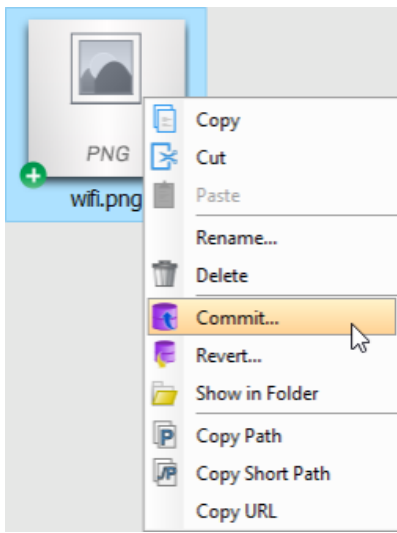 PNG
wifi.png
Copy
Cut
Paste
Rename...
Delete
Commit...
Revert...
Show in Folder
P
Copy Path
/P
Copy Short Path
Copy URL